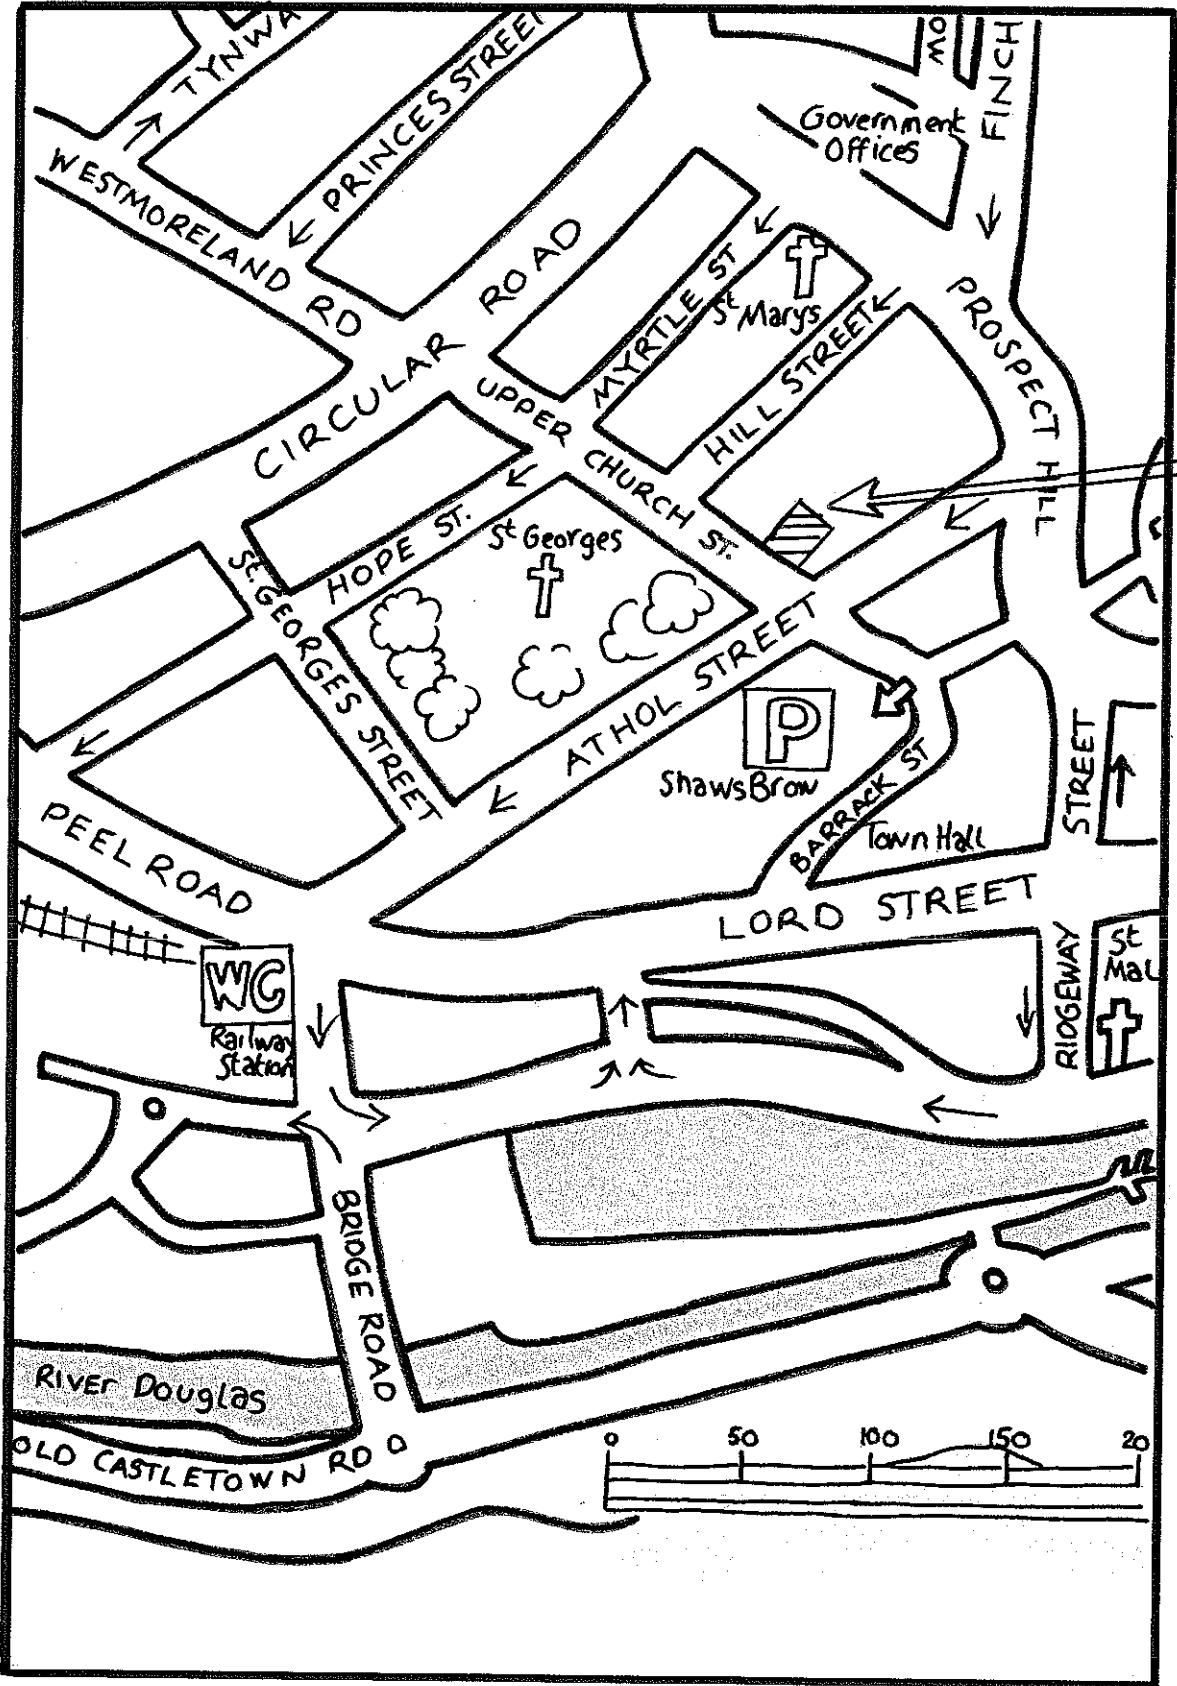 TYNWA
PRINCES STREET
OW
FINCH
Government
Offices
WESTMORELAND RD
CIRCULAR ROAD
MYRTLE ST
St Marys
HILL STREET
PROSPECT HILL
UPPER CHURCH ST.
HOPE ST.
St Georges
St. GEORGES STREET
ATHOL STREET
P
Shaws Brow
BARRACK ST
Town Hall
STREET
PEEL ROAD
LORD STREET
WC
Railway
Station
RIDGEWAY
St
Mat
BRIDGE ROAD
River Douglas
OLD CASTLETOWN RD
0 50 100 150 20